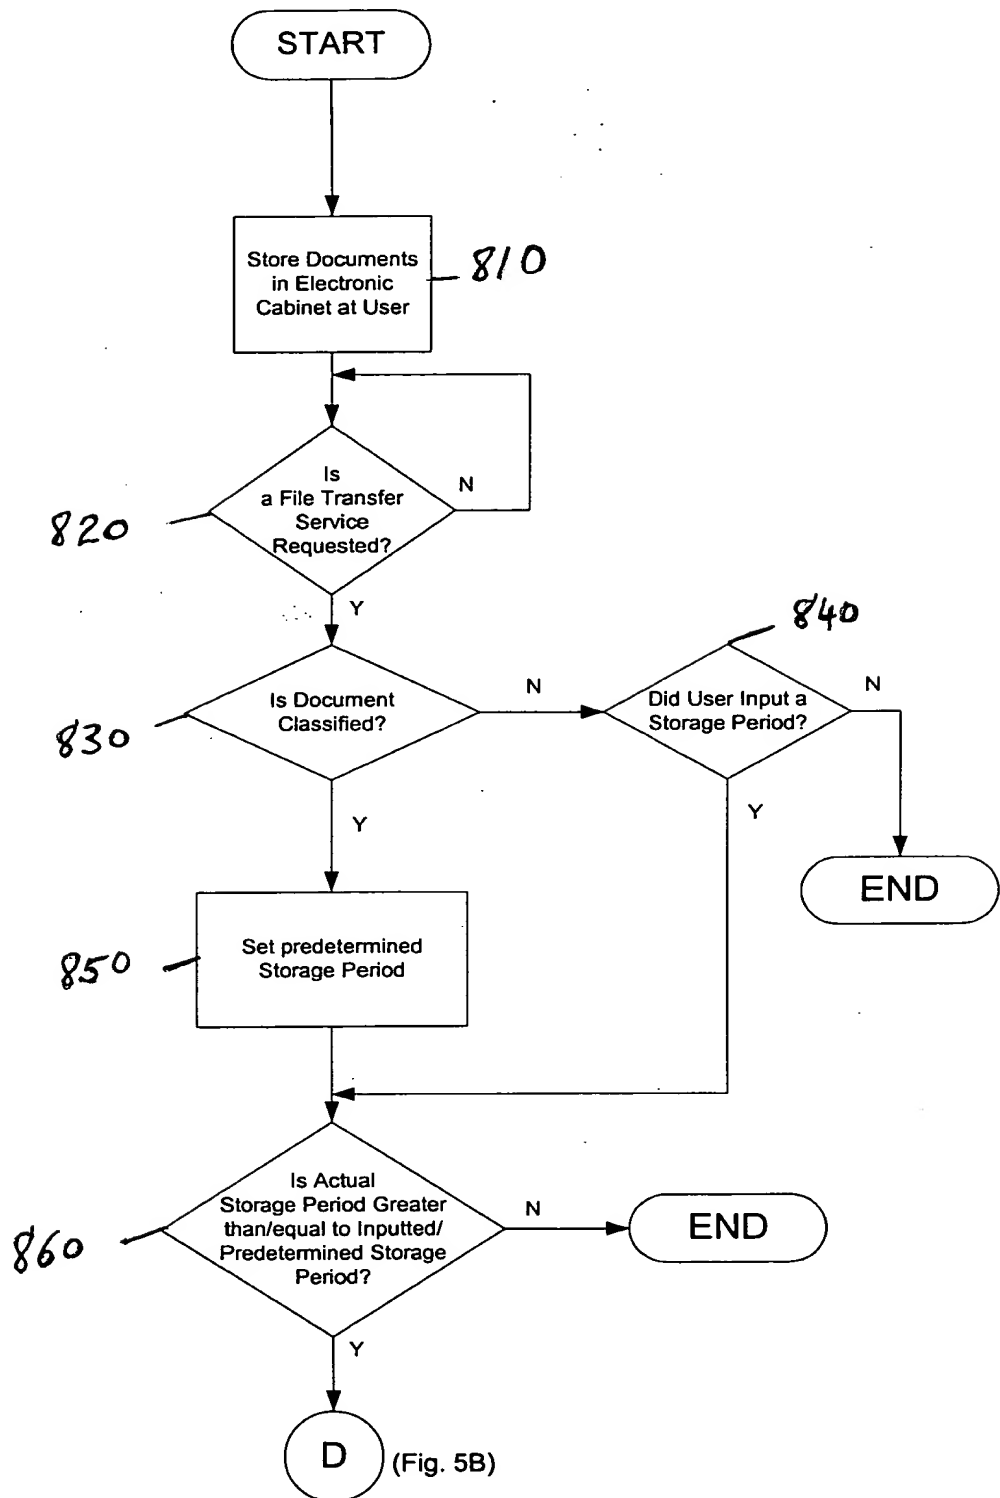 START
Store Documents
in Electronic
Cabinet at User
810
Is
a File Transfer
Service
Requested?
N
820
Y
840
Is Document
Classified?
N
Did User Input a
Storage Period?
N
830
Y
Y
END
Set predetermined
Storage Period
850
Is Actual
Storage Period Greater
than/equal to Inputted/
Predetermined Storage
Period?
N
END
860
Y
D
(Fig. 5B)